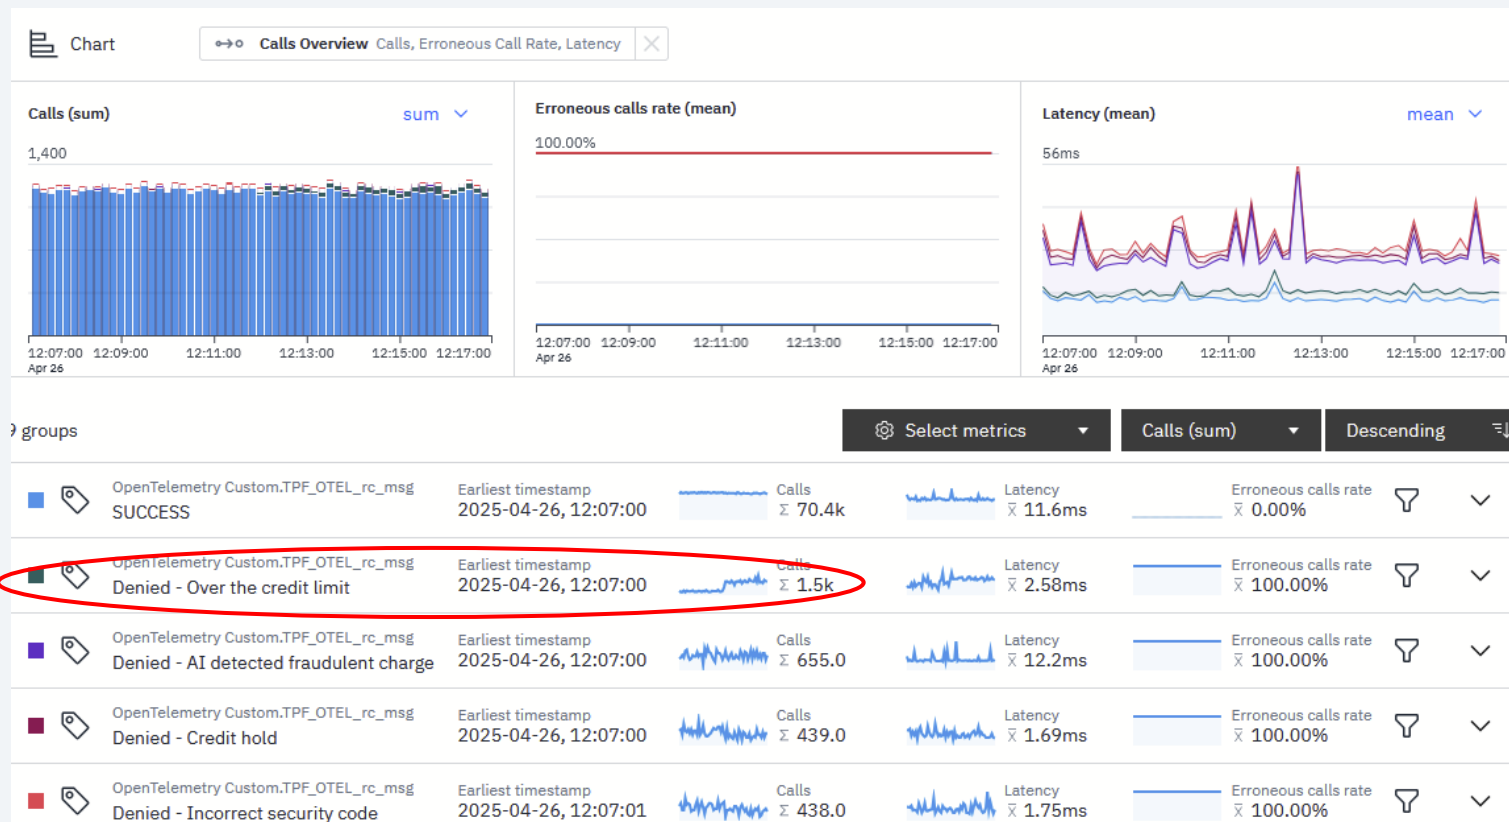 Chart
Calls Overview Calls, Erroneous Call Rate, Latency
Calls (sum)
sum
1,400
12:07:00 12:09:00 12:11:00 12:13:00 12:15:00 12:17:00
Apr 26
Erroneous calls rate (mean)
100.00%
12:07:00 12:09:00 12:11:00 12:13:00 12:15:00 12:17:00
Apr 26
Latency (mean)
mean
56ms
12:07:00 12:09:00 12:11:00 12:13:00 12:15:00 12:17:00
Apr 26
groups
Select metrics
Calls (sum)
Descending
OpenTelemetry Custom.TPF_OTEL_rc_msg
SUCCESS
Earliest timestamp
2025-04-26, 12:07:00
Calls
Σ 70.4k
Latency
x̅ 11.6ms
Erroneous calls rate
x̅ 0.00%
OpenTelemetry Custom.TPF_OTEL_rc_msg
Denied - Over the credit limit
Earliest timestamp
2025-04-26, 12:07:00
Calls
Σ 1.5k
Latency
x̅ 2.58ms
Erroneous calls rate
x̅ 100.00%
OpenTelemetry Custom.TPF_OTEL_rc_msg
Denied - AI detected fraudulent charge
Earliest timestamp
2025-04-26, 12:07:00
Calls
Σ 655.0
Latency
x̅ 12.2ms
Erroneous calls rate
x̅ 100.00%
OpenTelemetry Custom.TPF_OTEL_rc_msg
Denied - Credit hold
Earliest timestamp
2025-04-26, 12:07:00
Calls
Σ 439.0
Latency
x̅ 1.69ms
Erroneous calls rate
x̅ 100.00%
OpenTelemetry Custom.TPF_OTEL_rc_msg
Denied - Incorrect security code
Earliest timestamp
2025-04-26, 12:07:01
Calls
Σ 438.0
Latency
x̅ 1.75ms
Erroneous calls rate
x̅ 100.00%